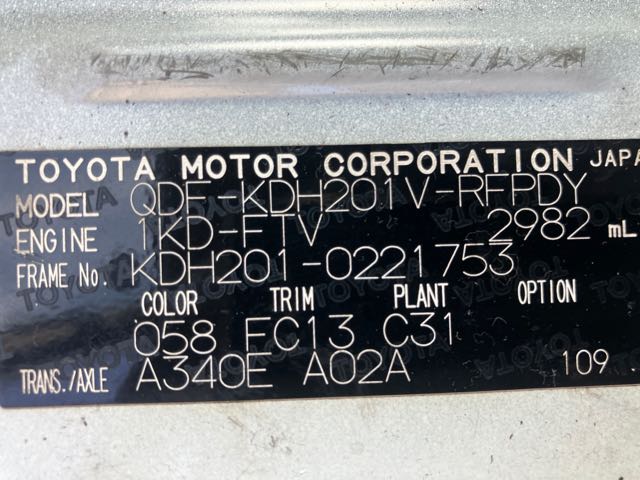 TOYOTA MOTOR CORPORATION JAPA
MODEL QDF-KDH201V-RFPDY
ENGINE 1KD-FTV 2982 mL
FRAME No. KDH201-0221753
COLOR TRIM PLANT OPTION
058 FC13 C31
TRANS./AXLE A340E A02A 109